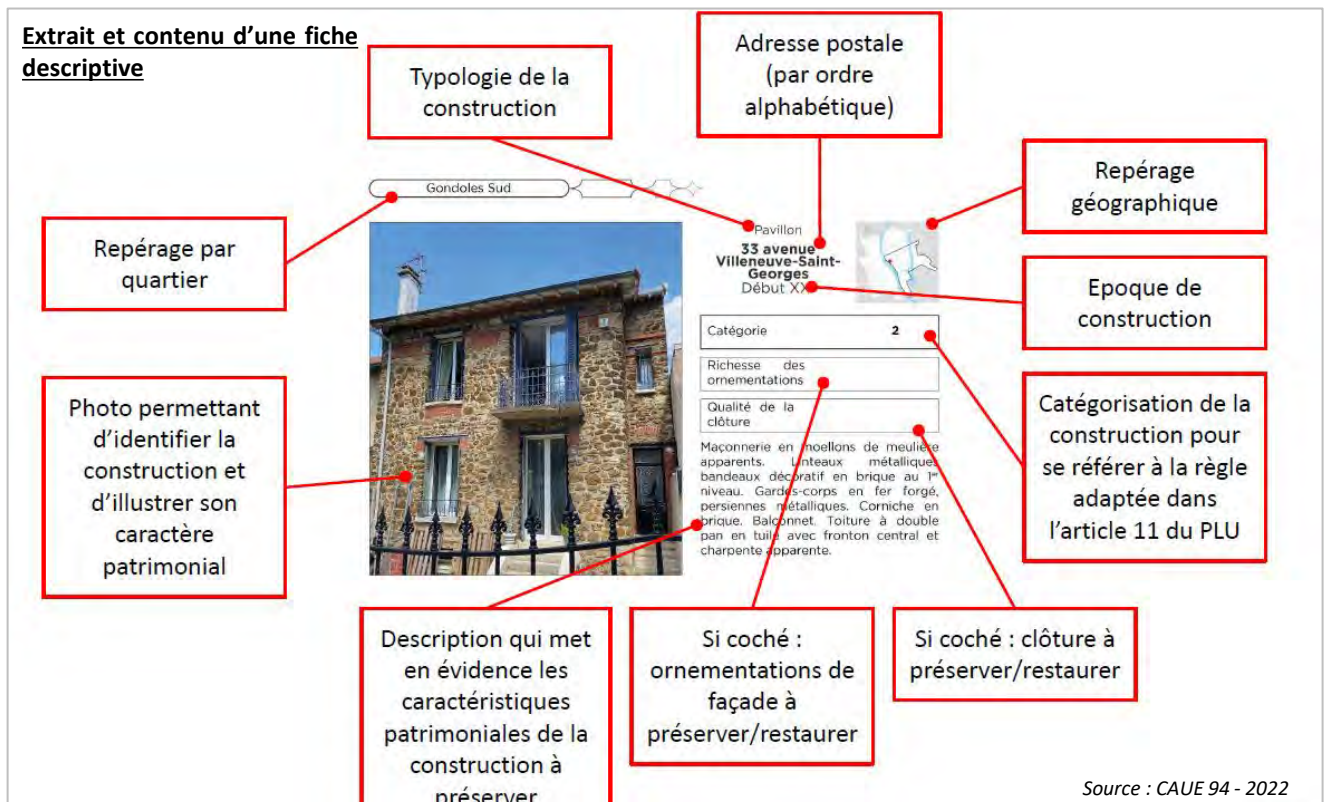 Extrait et contenu d'une fiche
descriptive
Typologie de la
construction
Adresse postale
(par ordre
alphabétique)
Repérage
géographique
Repérage par
quartier
Gondoles Sud
Pavillon
33 avenue
Villeneuve-Saint-
Georges
Début XX
Epoque de
construction
Catégorie 2
Richesse des
ornementations
Qualité de la
clôture
Maçonnerie en moellons de meulière
apparents. Linteaux métalliques
bandeaux décoratif en brique au 1er
niveau. Gardes-corps en fer forgé,
persiennes métalliques. Corniche en
brique. Balconnet. Toiture à double
pan en tuile avec fronton central et
charpente apparente.
Photo permettant
d'identifier la
construction et
d'illustrer son
caractère
patrimonial
Catégorisation de la
construction pour
se référer à la règle
adaptée dans
l'article 11 du PLU
Description qui met
en évidence les
caractéristiques
patrimoniales de la
construction à
préserver
Si coché :
ornementations de
façade à
préserver/restaurer
Si coché : clôture à
préserver/restaurer
Source : CAUE 94 - 2022